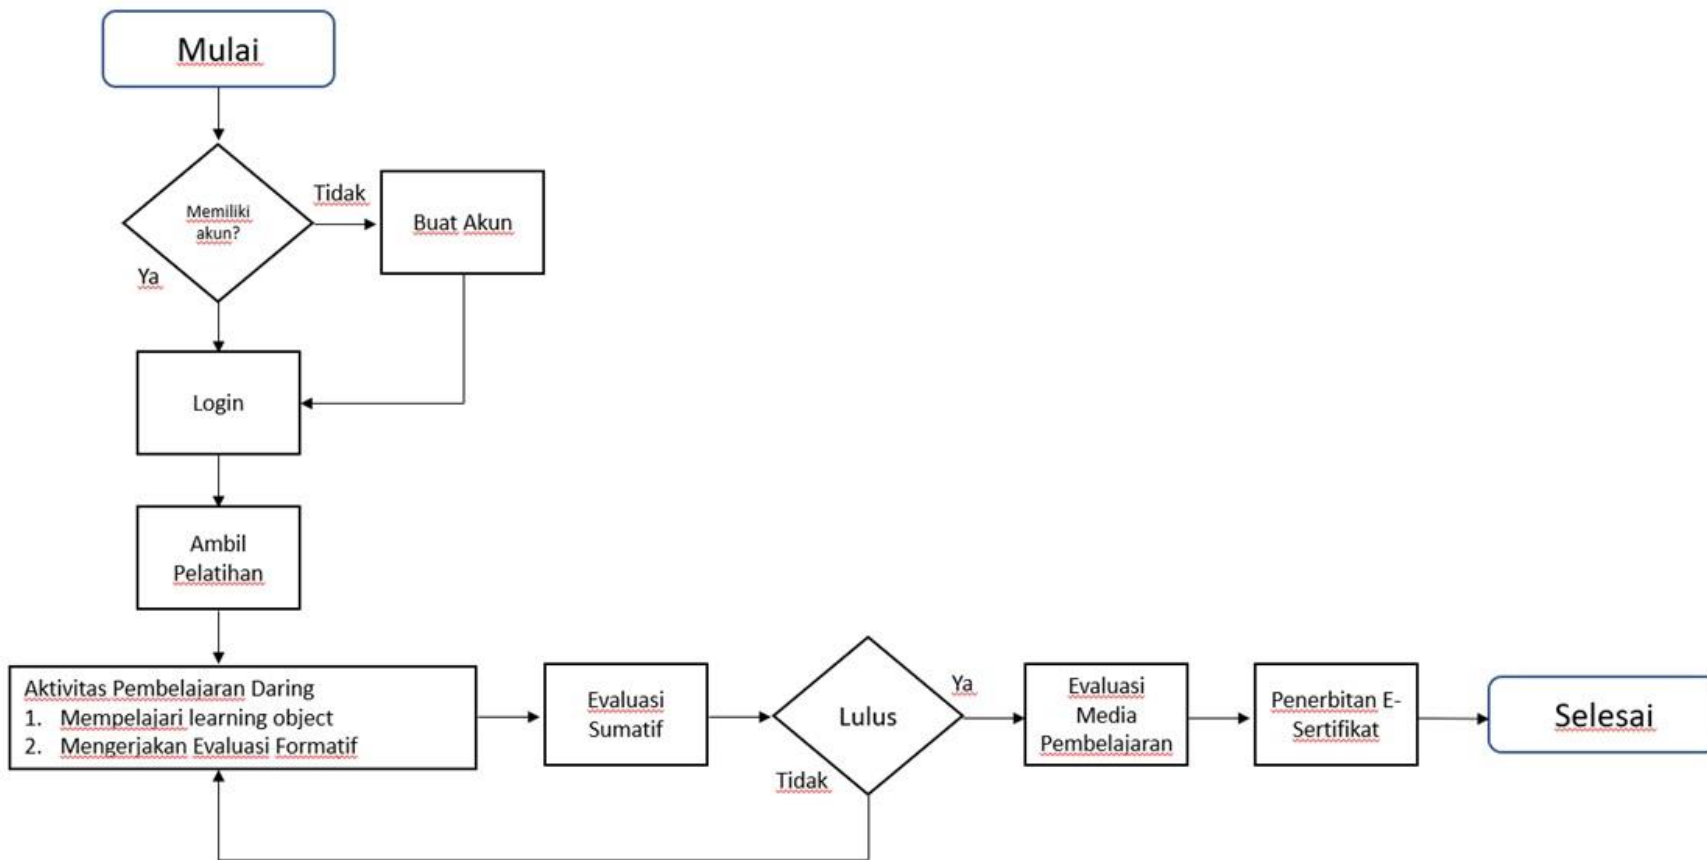 Mulai
Memiliki
akun?
Tidak
Buat Akun
Ya
Login
Ambil
Pelatihan
Aktivitas Pembelajaran Daring
1. Mempelajari learning object
2. Mengerjakan Evaluasi Formatif
Evaluasi
Sumatif
Lulus
Ya
Tidak
Evaluasi
Media
Pembelajaran
Penerbitan E-
Sertifikat
Selesai